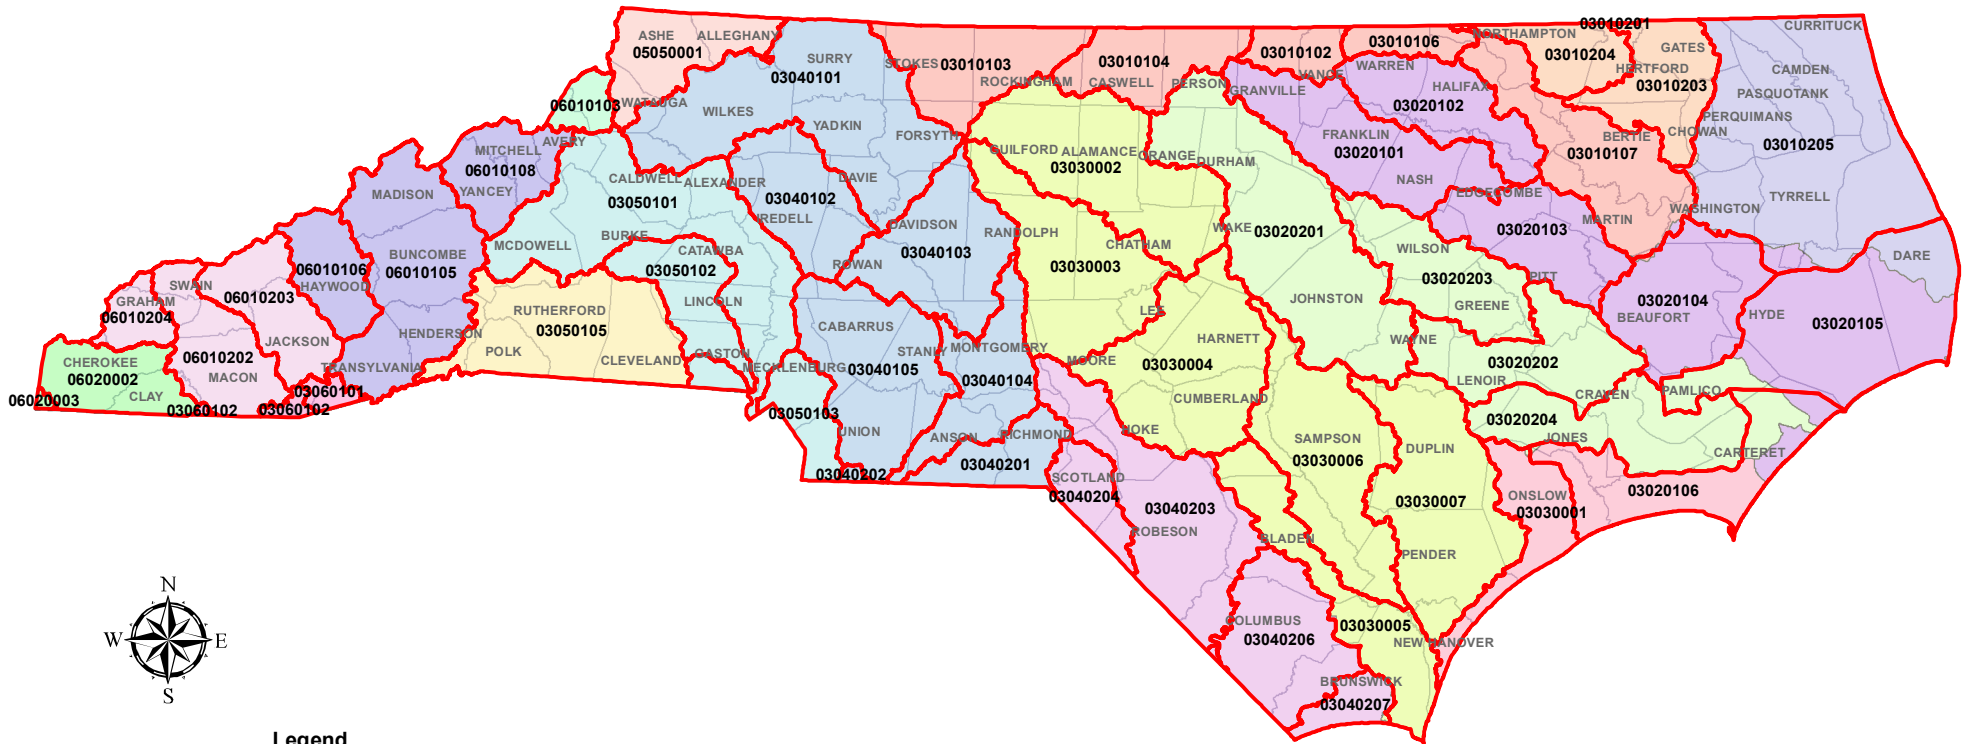 03010201
CURRITUCK
ASHE
ALLEGHANY
NORTHAMPTON
05050001
03010106
GATES
SURRY
03010102
03010204
STOKES
03010103
03010104
WARREN
HERTFORD
CAMDEN
03040101
ROCKINGHAM
CASWELL
PERSON
VANCE
HALIFAX
03010203
GRANVILLE
PASQUOTANK
06010103
WATAUGA
WILKES
03020102
PERQUIMANS
YADKIN
FORSYTH
FRANKLIN
BERTIE
CHOWAN
AVERY
MITCHELL
GUILFORD
ALAMANCE
ORANGE
DURHAM
03020101
03010107
03010205
06010108
03030002
CALDWELL
ALEXANDER
DAVIE
NASH
MADISON
YANCEY
03050101
03040102
EDGECOMBE
TYRRELL
IREDELL
DAVIDSON
RANDOLPH
WAKE
03020201
03020103
MARTIN
WASHINGTON
MCDOWELL
BURKE
CATAWBA
03040103
CHATHAM
WILSON
BUNCOMBE
03050102
ROWAN
03030003
03020203
PITT
DARE
06010106
06010105
HAYWOOD
SWAIN
06010203
GRAHAM
LINCOLN
JOHNSTON
GREENE
03020104
06010204
RUTHERFORD
LEE
BEAUFORT
HYDE
03020105
03050105
CABARRUS
HENDERSON
JACKSON
HARNETT
WAYNE
POLK
GASTON
STANLY
MONTGOMERY
CHEROKEE
06010202
CLEVELAND
MOORE
03030004
03020202
TRANSYLVANIA
MECKLENBURG
03040105
06020002
MACON
03040104
LENOIR
CRAVEN
PAMLICO
CLAY
03060101
CUMBERLAND
06020003
03060102
03060102
03050103
03020204
UNION
ANSON
RICHMOND
HOKE
SAMPSON
JONES
DUPLIN
CARTERET
03040202
03040201
03030006
SCOTLAND
03040204
03040203
03030007
ONSLOW
03020106
03030001
ROBESON
BLADEN
PENDER
COLUMBUS
03030005
03040206
NEW HANOVER
BRUNSWICK
03040207
N
W
E
S
Legend